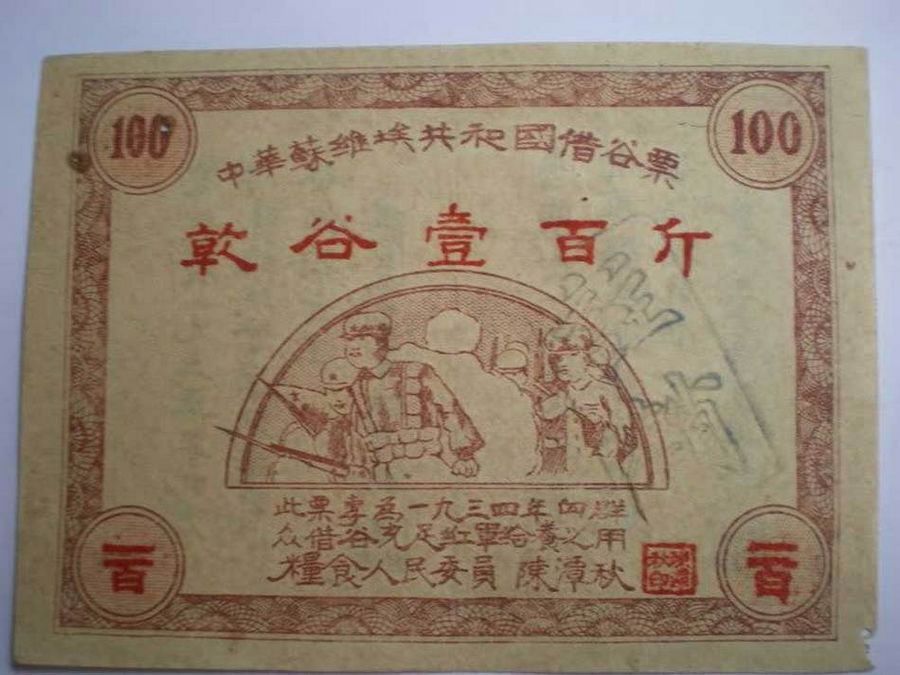 100 100
中華蘇維埃共和國借谷票
乾谷壹百斤
此票專為一九三四年向群
众借谷充足紅軍給養之用
糧食人民委員 陳潭秋
一百 一百